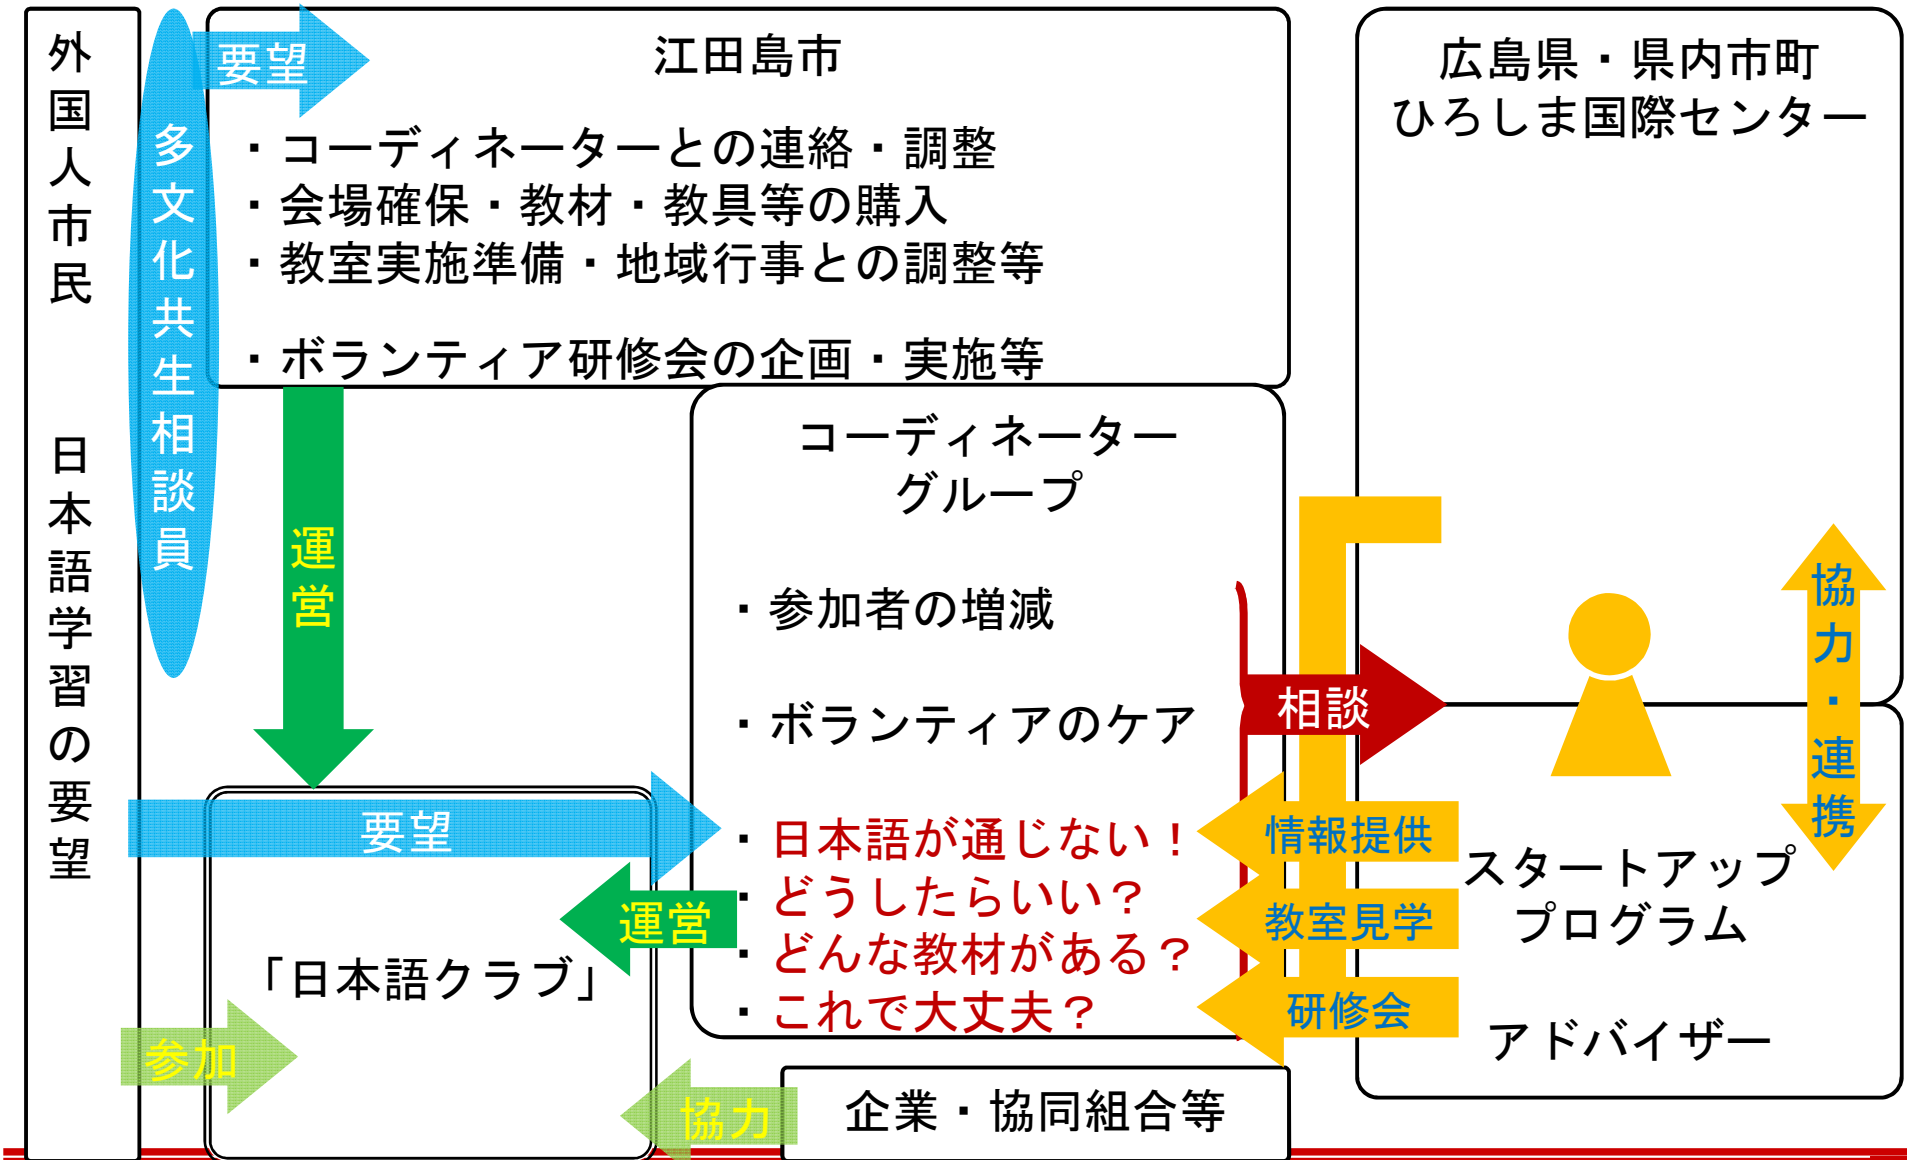 外国人市民　日本語学習の要望
多文化共生相談員
要望
江田島市
・コーディネーターとの連絡・調整
・会場確保・教材・教具等の購入
・教室実施準備・地域行事との調整等
・ボランティア研修会の企画・実施等
運営
コーディネーター
グループ
・参加者の増減
・ボランティアのケア
・日本語が通じない！
・どうしたらいい？
・どんな教材がある？
・これで大丈夫？
要望
運営
「日本語クラブ」
参加
協力
企業・協同組合等
広島県・県内市町
ひろしま国際センター
相談
協力・連携
情報提供
教室見学
研修会
スタートアップ
プログラム
アドバイザー